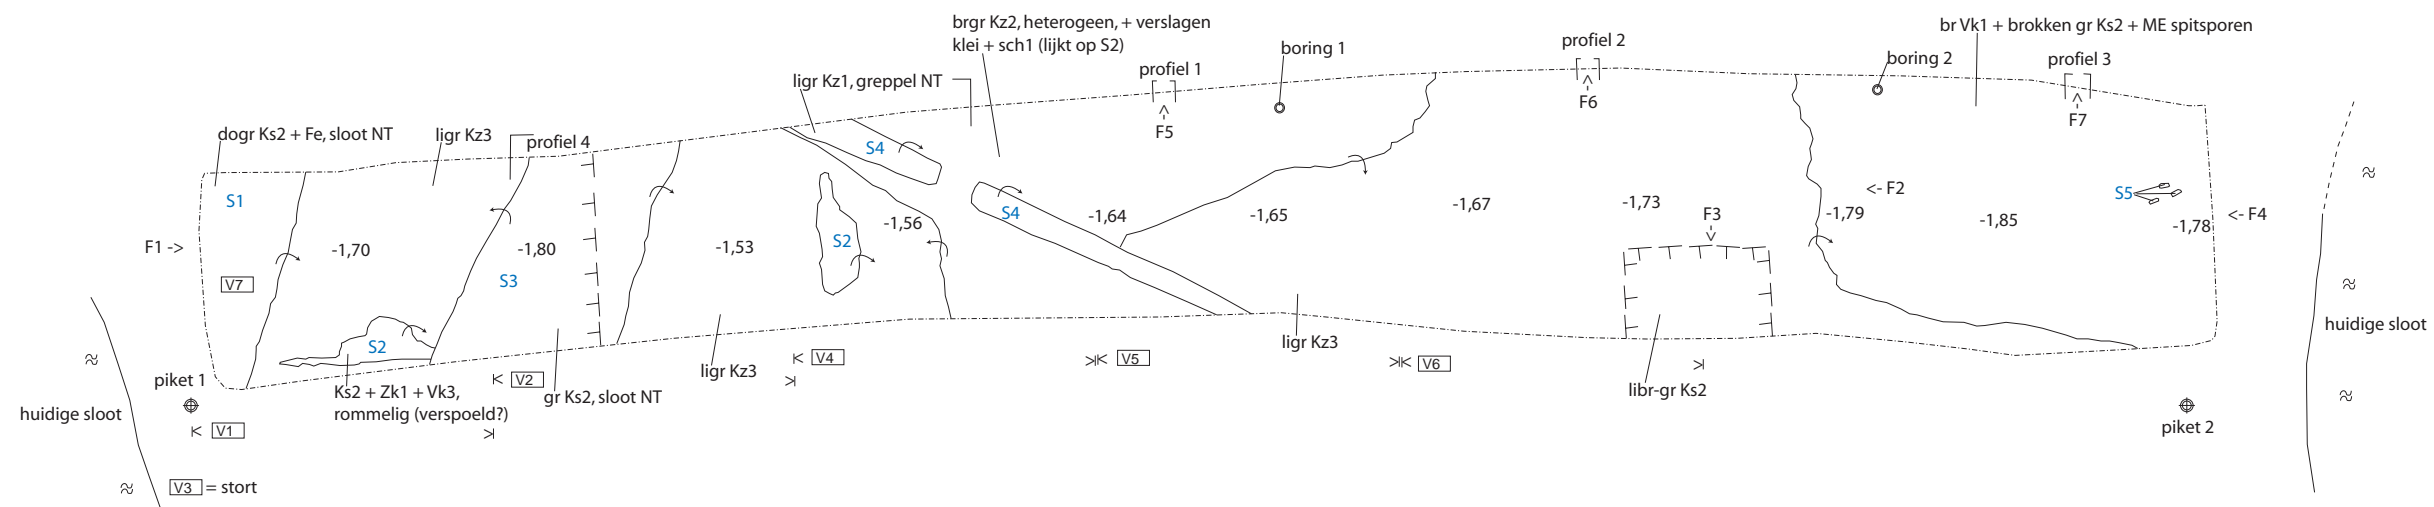 brgr Kz2, heterogeen, + verslagen
klei + sch1 (lijkt op S2)
br Vk1 + brokken gr Ks2 + ME spitsporen
profiel 2
boring 1
boring 2
profiel 3
profiel 1
ligr Kz1, greppel NT
F6
F7
F5
dogr Ks2 + Fe, sloot NT
ligr Kz3
profiel 4
S4
S1
S4
S2
S5
F1 ->
-1,70
-1,80
-1,53
-1,56
-1,64
-1,65
-1,67
-1,73
F3
-1,79
<- F2
-1,85
-1,78
<- F4
S3
V7
≈
≈
≈
≈
≈
huidige sloot
S2
ligr Kz3
V4
V5
V6
ligr Kz3
libr-gr Ks2
piket 1
V2
Ks2 + Zk1 + Vk3,
rommelig (verspoeld?)
gr Ks2, sloot NT
huidige sloot
V1
piket 2
V3 = stort